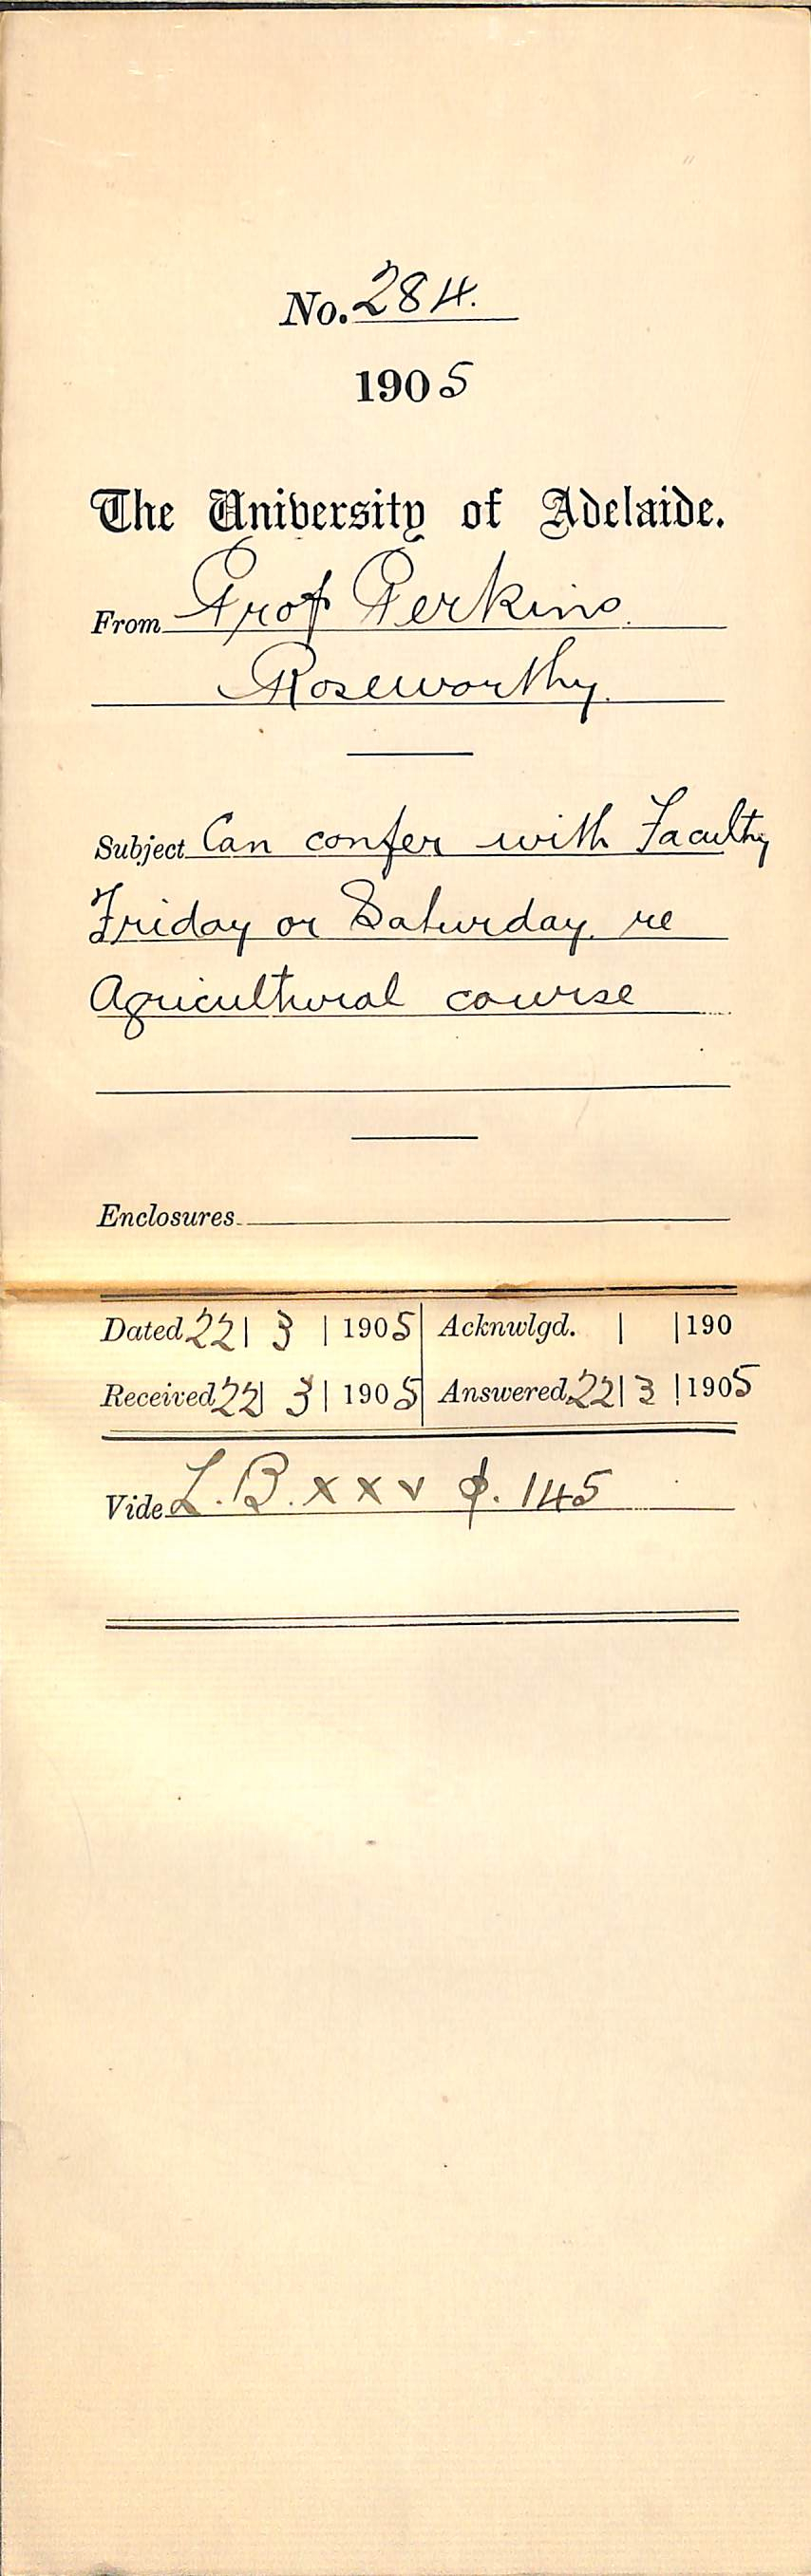 No. 284.
1905
The University of Adelaide.
From Prof Perkins.
Roseworthy.
Subject Can confer with Faculty
Friday or Saturday. re
Agricultural course
Enclosures
Dated 22 | 3 | 1905 | Acknwlgd. | | 190
Received 22 | 3 | 1905 | Answered 22 | 3 | 1905
Vide L.B. xxv p. 145